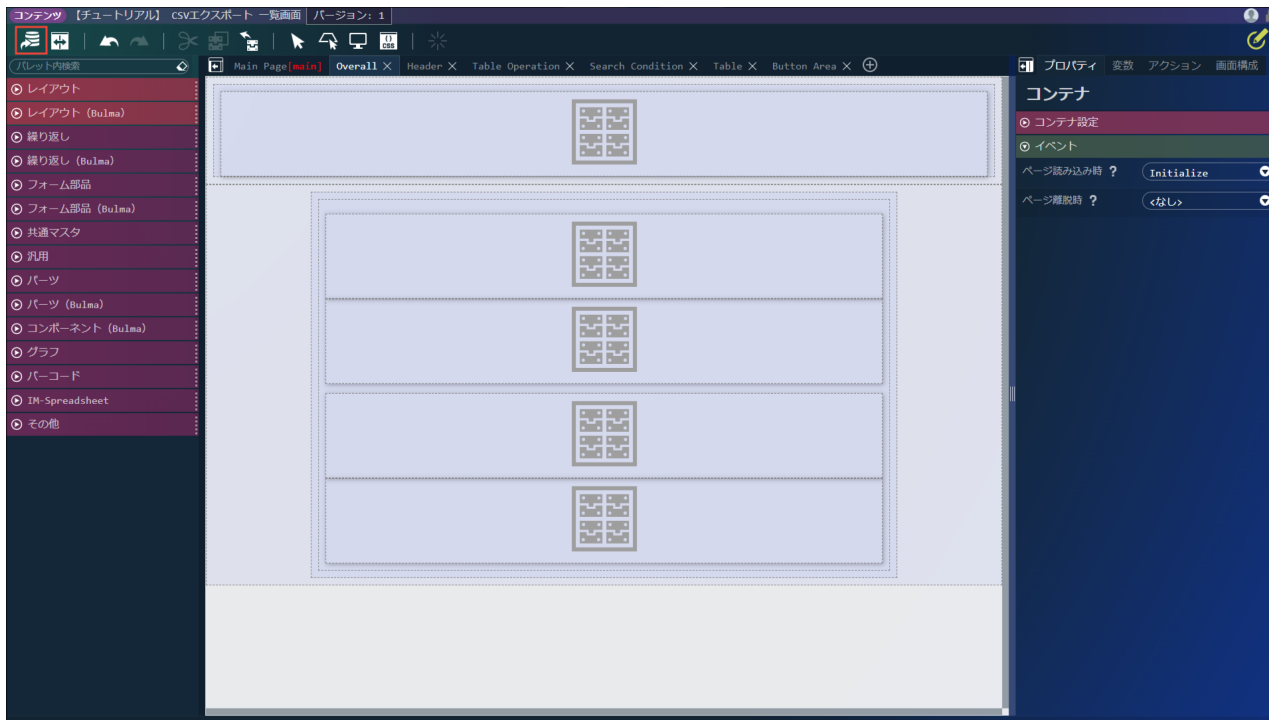 コンテンツ 【チュートリアル】 CSVエクスポート 一覧画面 バージョン: 1
{} CSS
パレット内検索
Main Page[main] Overall Header Table Operation Search Condition Table Button Area
プロパティ 変数 アクション 画面構成
レイアウト
レイアウト (Bulma)
繰り返し
繰り返し (Bulma)
フォーム部品
フォーム部品 (Bulma)
共通マスタ
汎用
パーツ
パーツ (Bulma)
コンポーネント (Bulma)
グラフ
バーコード
IM-Spreadsheet
その他
コンテナ
コンテナ設定
イベント
ページ読み込み時 ? Initialize
ページ離脱時 ? <なし>